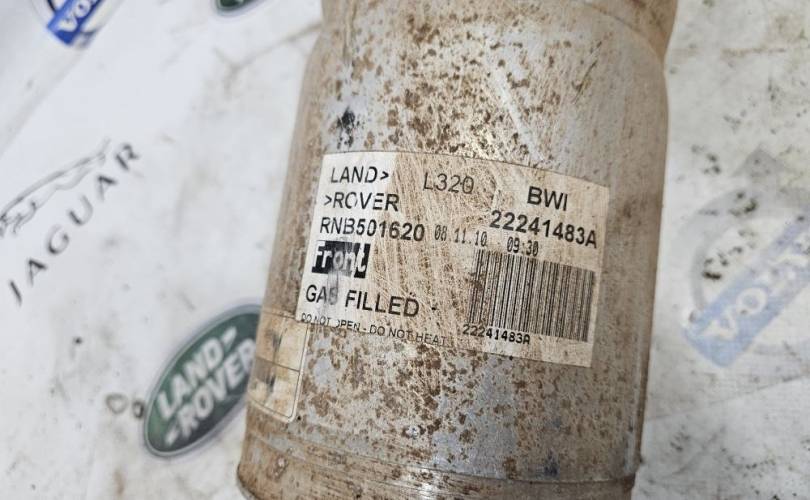 LAND> L320 BWI
>ROVER 22241483A
RNB501620 08.11.10 09:30
Front
GAS FILLED -
DO NOT OPEN - DO NOT HEAT
22241483A
JAGUAR
LAND>
>ROVER
VOLVO